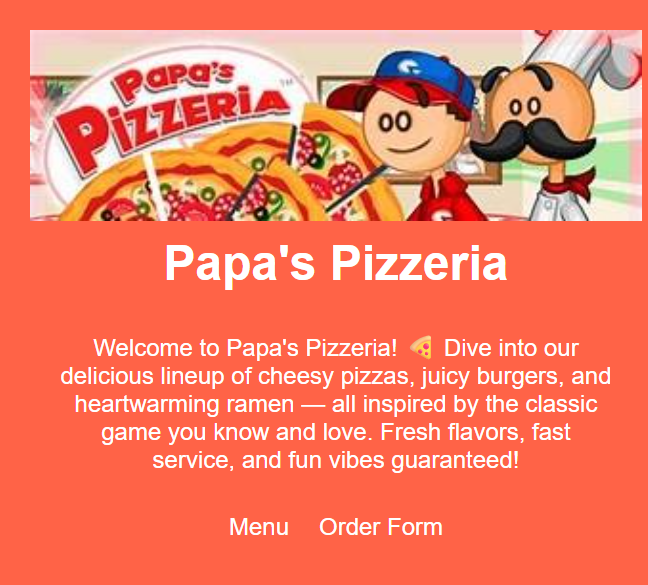 Papa's
PIZZERIA™
Papa's Pizzeria
Welcome to Papa's Pizzeria! 🍕 Dive into our
delicious lineup of cheesy pizzas, juicy burgers, and
heartwarming ramen — all inspired by the classic
game you know and love. Fresh flavors, fast
service, and fun vibes guaranteed!
Menu Order Form